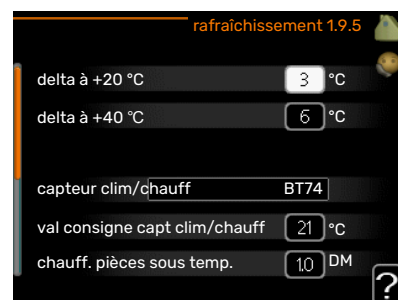 rafraîchissement 1.9.5
delta à +20 °C 3 °C
delta à +40 °C 6 °C
capteur clim/chauff BT74
val consigne capt clim/chauff 21 °C
chauff. pièces sous temp. 1.0 DM
?